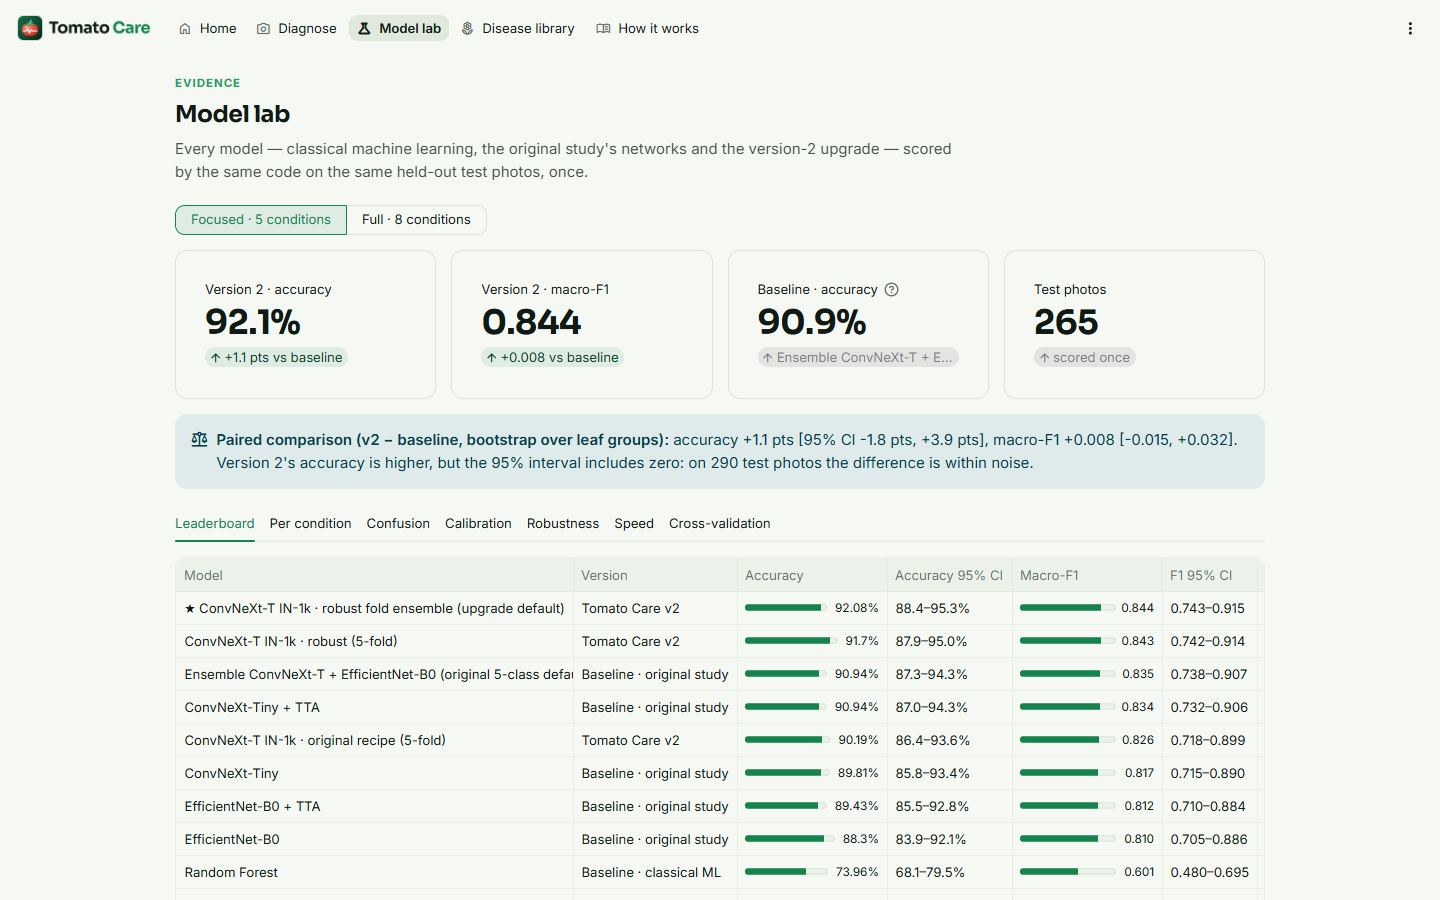 Tomato Care
Home
Diagnose
Model lab
Disease library
How it works
EVIDENCE
Model lab
Every model — classical machine learning, the original study's networks and the version-2 upgrade — scored
by the same code on the same held-out test photos, once.
Focused · 5 conditions
Full · 8 conditions
Version 2 · accuracy
92.1%
↑ +1.1 pts vs baseline
Version 2 · macro-F1
0.844
↑ +0.008 vs baseline
Baseline · accuracy
90.9%
↑ Ensemble ConvNeXt-T + E...
Test photos
265
↑ scored once
Paired comparison (v2 – baseline, bootstrap over leaf groups): accuracy +1.1 pts [95% CI -1.8 pts, +3.9 pts], macro-F1 +0.008 [-0.015, +0.032].
Version 2's accuracy is higher, but the 95% interval includes zero: on 290 test photos the difference is within noise.
Leaderboard Per condition Confusion Calibration Robustness Speed Cross-validation
Model Version Accuracy Accuracy 95% CI Macro-F1 F1 95% CI
★ ConvNeXt-T IN-1k · robust fold ensemble (upgrade default) Tomato Care v2 92.08% 88.4–95.3% 0.844 0.743–0.915
ConvNeXt-T IN-1k · robust (5-fold) Tomato Care v2 91.7% 87.9–95.0% 0.843 0.742–0.914
Ensemble ConvNeXt-T + EfficientNet-B0 (original 5-class defau Baseline · original study 90.94% 87.3–94.3% 0.835 0.738–0.907
ConvNeXt-Tiny + TTA Baseline · original study 90.94% 87.0–94.3% 0.834 0.732–0.906
ConvNeXt-T IN-1k · original recipe (5-fold) Tomato Care v2 90.19% 86.4–93.6% 0.826 0.718–0.899
ConvNeXt-Tiny Baseline · original study 89.81% 85.8–93.4% 0.817 0.715–0.890
EfficientNet-B0 + TTA Baseline · original study 89.43% 85.5–92.8% 0.812 0.710–0.884
EfficientNet-B0 Baseline · original study 88.3% 83.9–92.1% 0.810 0.705–0.886
Random Forest Baseline · classical ML 73.96% 68.1–79.5% 0.601 0.480–0.695